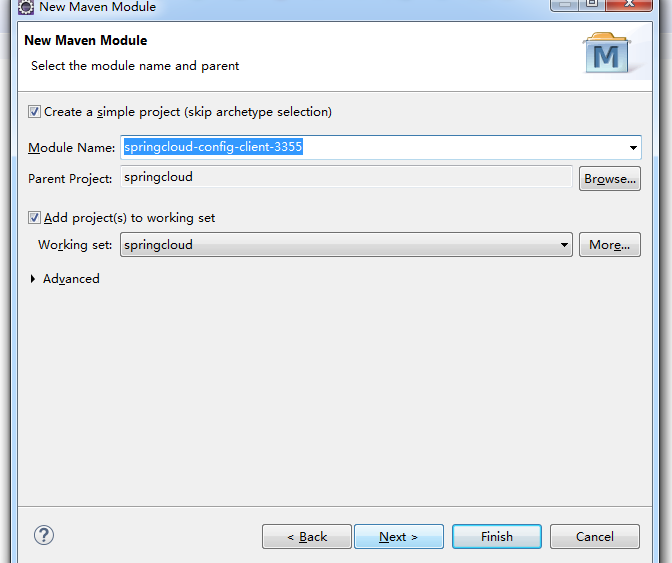 New Maven Module
New Maven Module
Select the module name and parent
M
Create a simple project (skip archetype selection)
Module Name: springcloud-config-client-3355
Parent Project: springcloud Browse...
Add project(s) to working set
Working set: springcloud More...
Advanced
? < Back Next > Finish Cancel